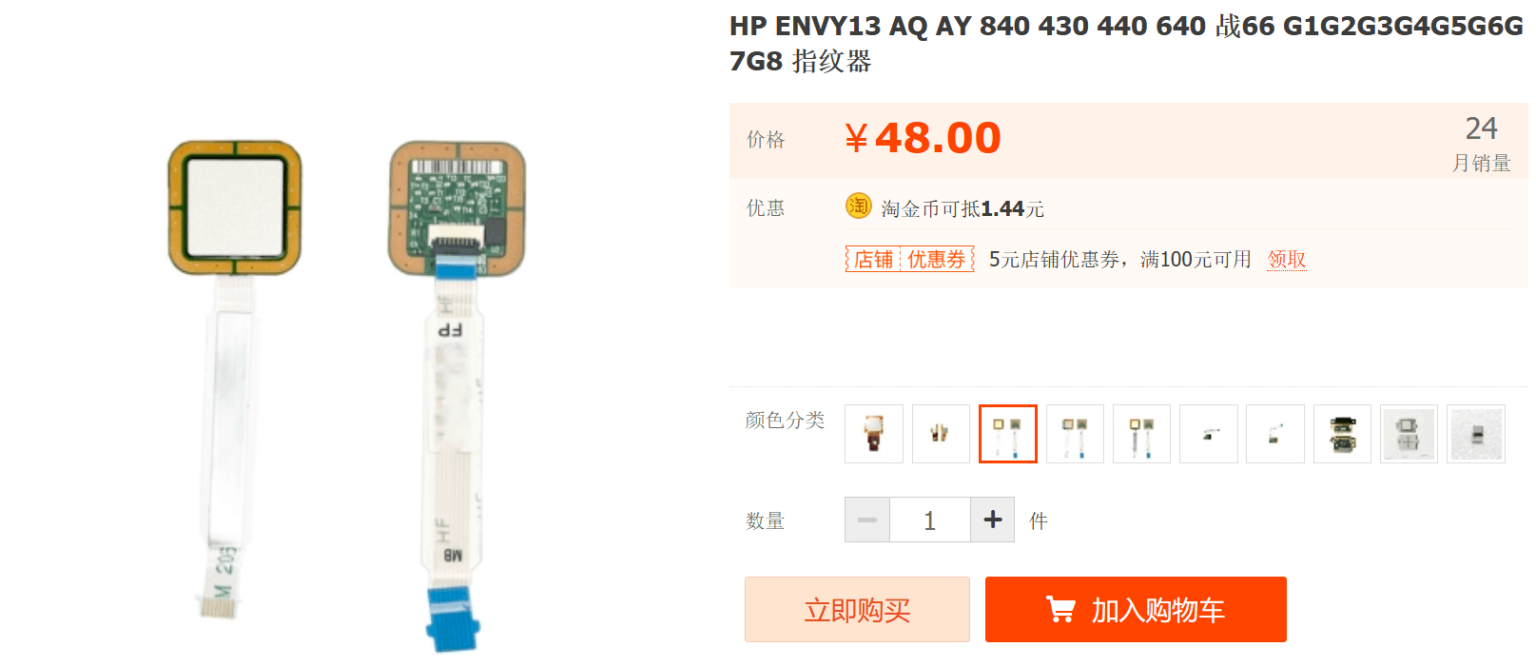 HP ENVY13 AQ AY 840 430 440 640 战66 G1G2G3G4G5G6G
7G8 指纹器
价格 ¥48.00 24
月销量
优惠 淘 淘金币可抵1.44元
店铺 优惠券 5元店铺优惠券，满100元可用 领取
颜色分类
数量 1 件
立即购买 加入购物车
HF
FP
HF
MB
M 205